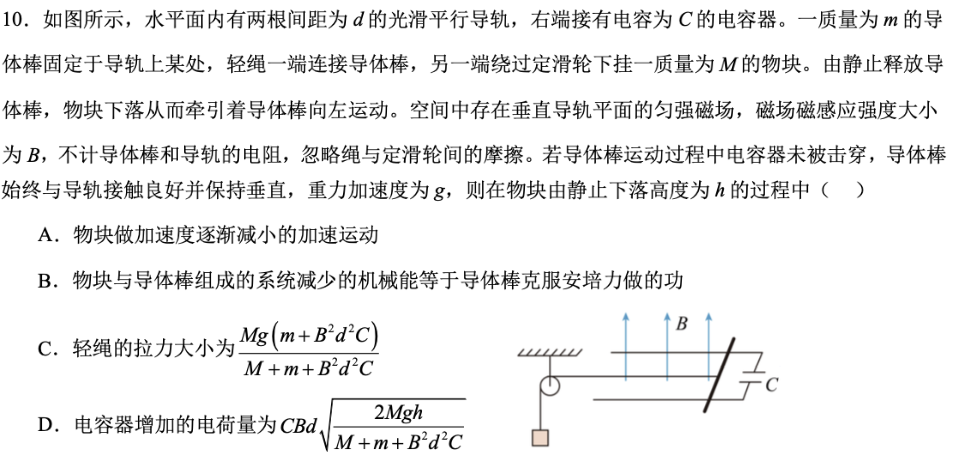 10．如图所示，水平面内有两根间距为 d 的光滑平行导轨，右端接有电容为 C 的电容器。一质量为 m 的导
体棒固定于导轨上某处，轻绳一端连接导体棒，另一端绕过定滑轮下挂一质量为 M 的物块。由静止释放导
体棒，物块下落从而牵引着导体棒向左运动。空间中存在垂直导轨平面的匀强磁场，磁场磁感应强度大小
为 B，不计导体棒和导轨的电阻，忽略绳与定滑轮间的摩擦。若导体棒运动过程中电容器未被击穿，导体棒
始终与导轨接触良好并保持垂直，重力加速度为 g，则在物块由静止下落高度为 h 的过程中（　）
A．物块做加速度逐渐减小的加速运动
B．物块与导体棒组成的系统减少的机械能等于导体棒克服安培力做的功
C．轻绳的拉力大小为 $\frac{Mg(m+B^2d^2C)}{M+m+B^2d^2C}$
D．电容器增加的电荷量为 $CBd\sqrt{\frac{2Mgh}{M+m+B^2d^2C}}$
B
C